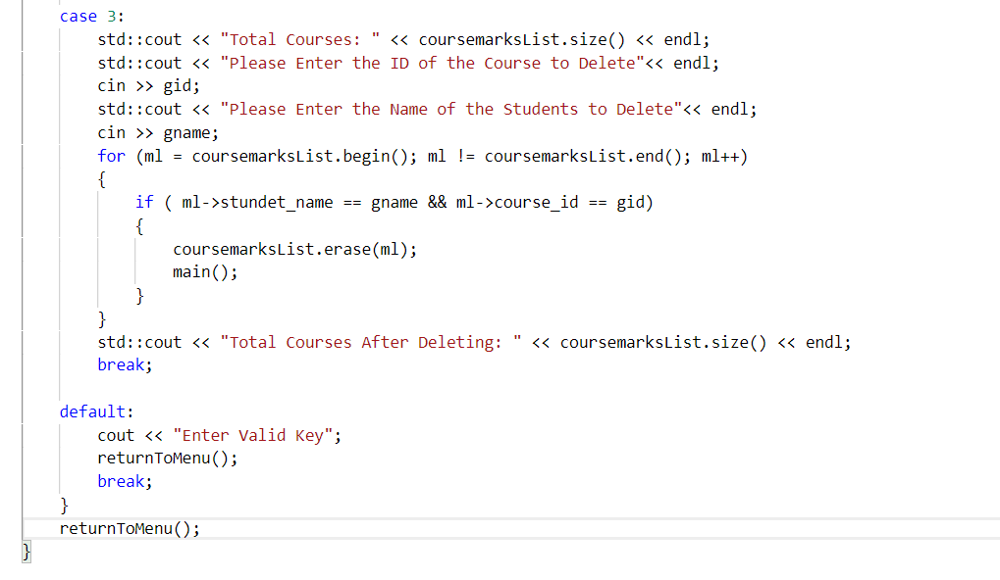 case 3:
std::cout << "Total Courses: " << coursemarksList.size() << endl;
std::cout << "Please Enter the ID of the Course to Delete"<< endl;
cin >> gid;
std::cout << "Please Enter the Name of the Students to Delete"<< endl;
cin >> gname;
for (ml = coursemarksList.begin(); ml != coursemarksList.end(); ml++)
{
if ( ml->stundet_name == gname && ml->course_id == gid)
{
coursemarksList.erase(ml);
main();
}
}
std::cout << "Total Courses After Deleting: " << coursemarksList.size() << endl;
break;
default:
cout << "Enter Valid Key";
returnToMenu();
break;
}
returnToMenu();
}